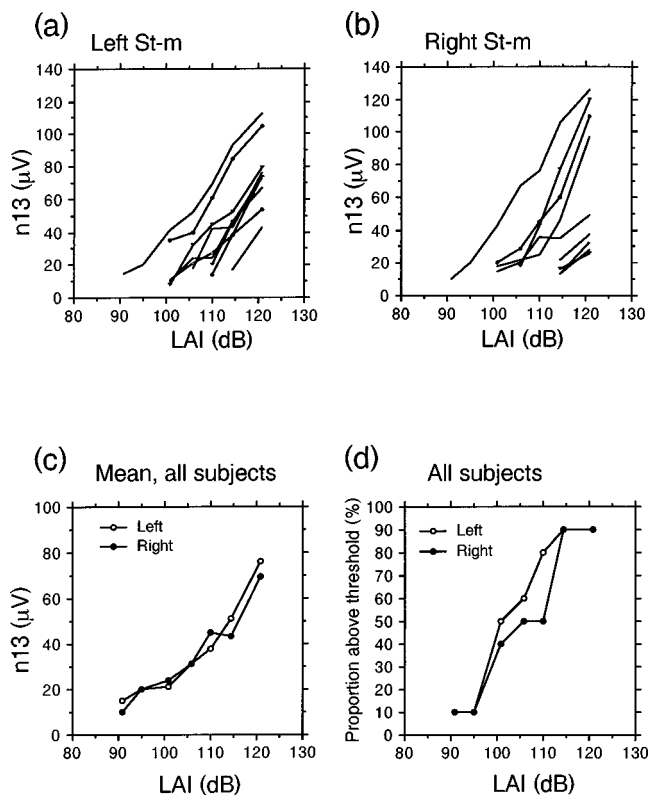 (a) Left St-m
n13 (μV)
140
120
100
80
60
40
20
0
80 90 100 110 120 130
LAI (dB)
(b) Right St-m
n13 (μV)
140
120
100
80
60
40
20
0
80 90 100 110 120 130
LAI (dB)
(c) Mean, all subjects
Left
Right
n13 (μV)
100
80
60
40
20
0
80 90 100 110 120 130
LAI (dB)
(d) All subjects
Left
Right
Proportion above threshold (%)
100
90
80
70
60
50
40
30
20
10
0
80 90 100 110 120 130
LAI (dB)